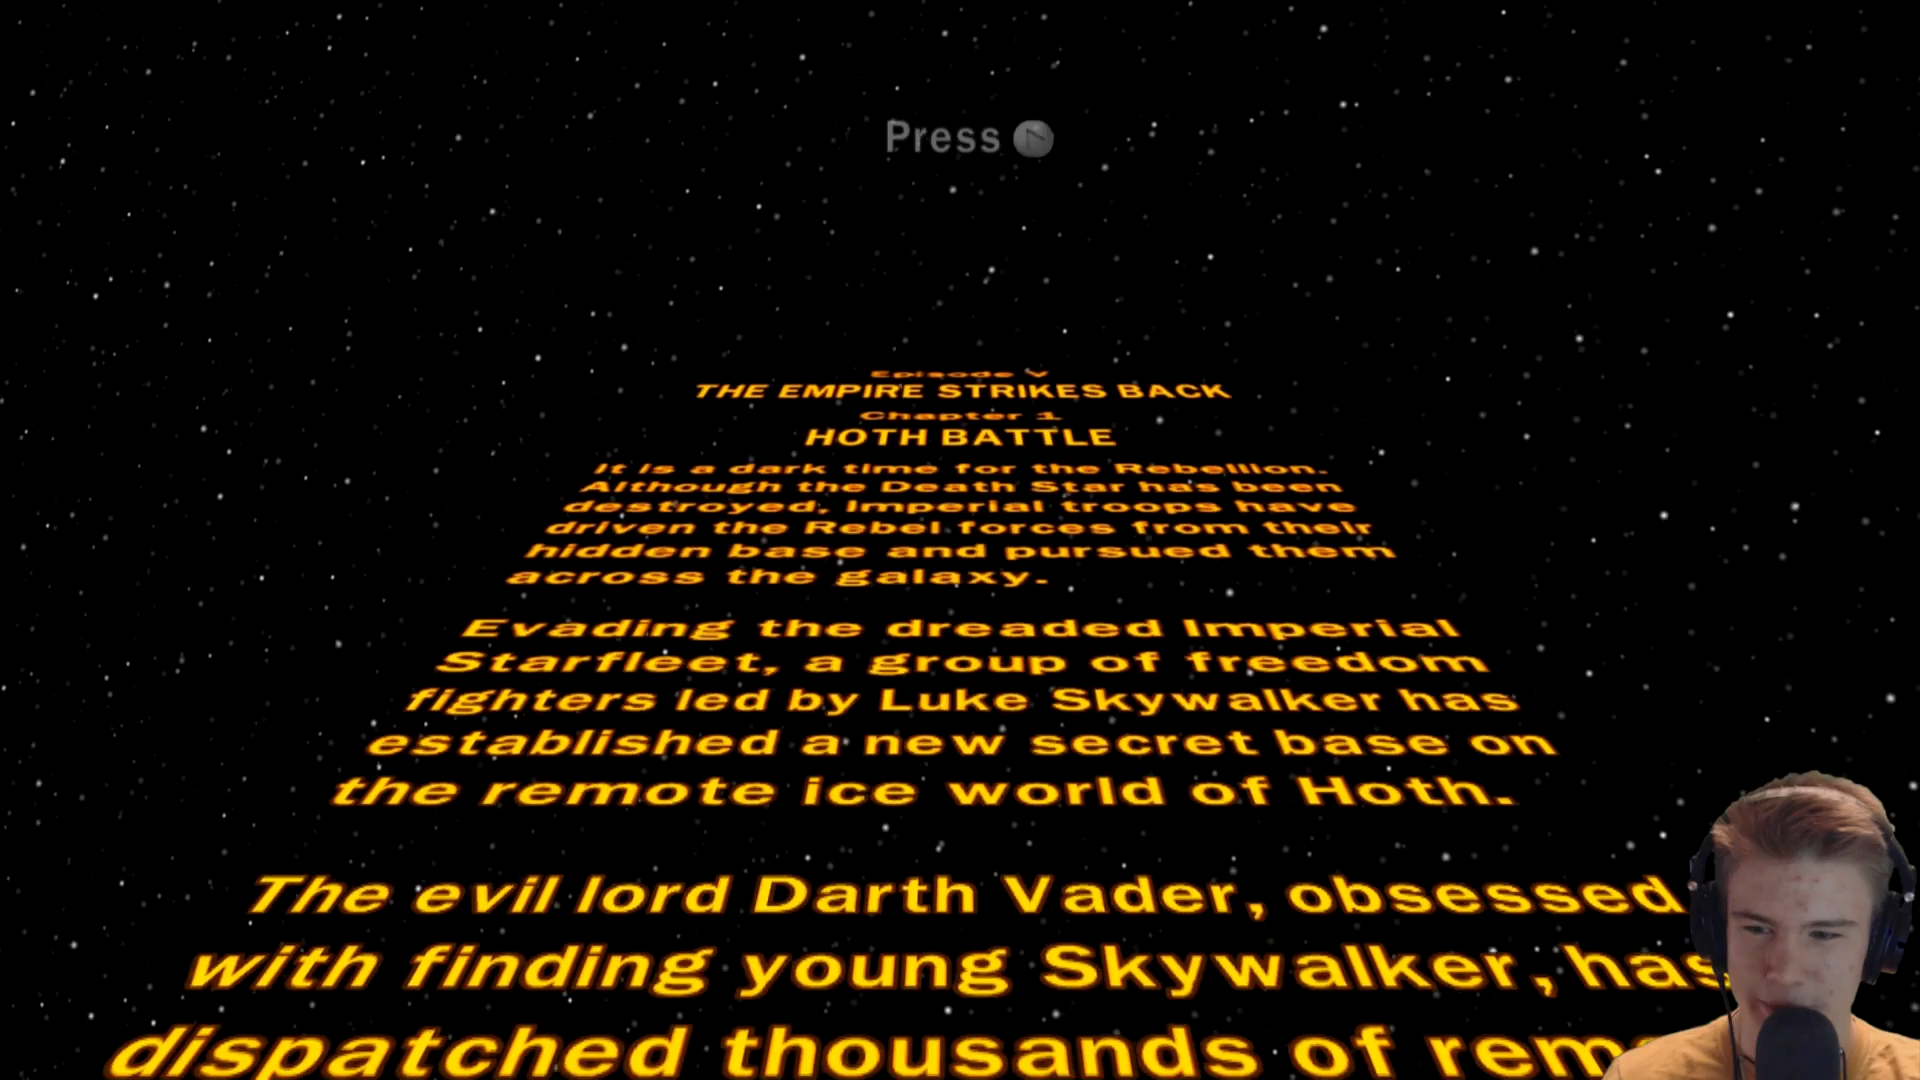 Press
Episode V
THE EMPIRE STRIKES BACK
Chapter 1
HOTH BATTLE
It is a dark time for the Rebellion.
Although the Death Star has been
destroyed, Imperial troops have
driven the Rebel forces from their
hidden base and pursued them
across the galaxy.
Evading the dreaded Imperial
Starfleet, a group of freedom
fighters led by Luke Skywalker has
established a new secret base on
the remote ice world of Hoth.
The evil lord Darth Vader, obsessed
with finding young Skywalker, has
dispatched thousands of